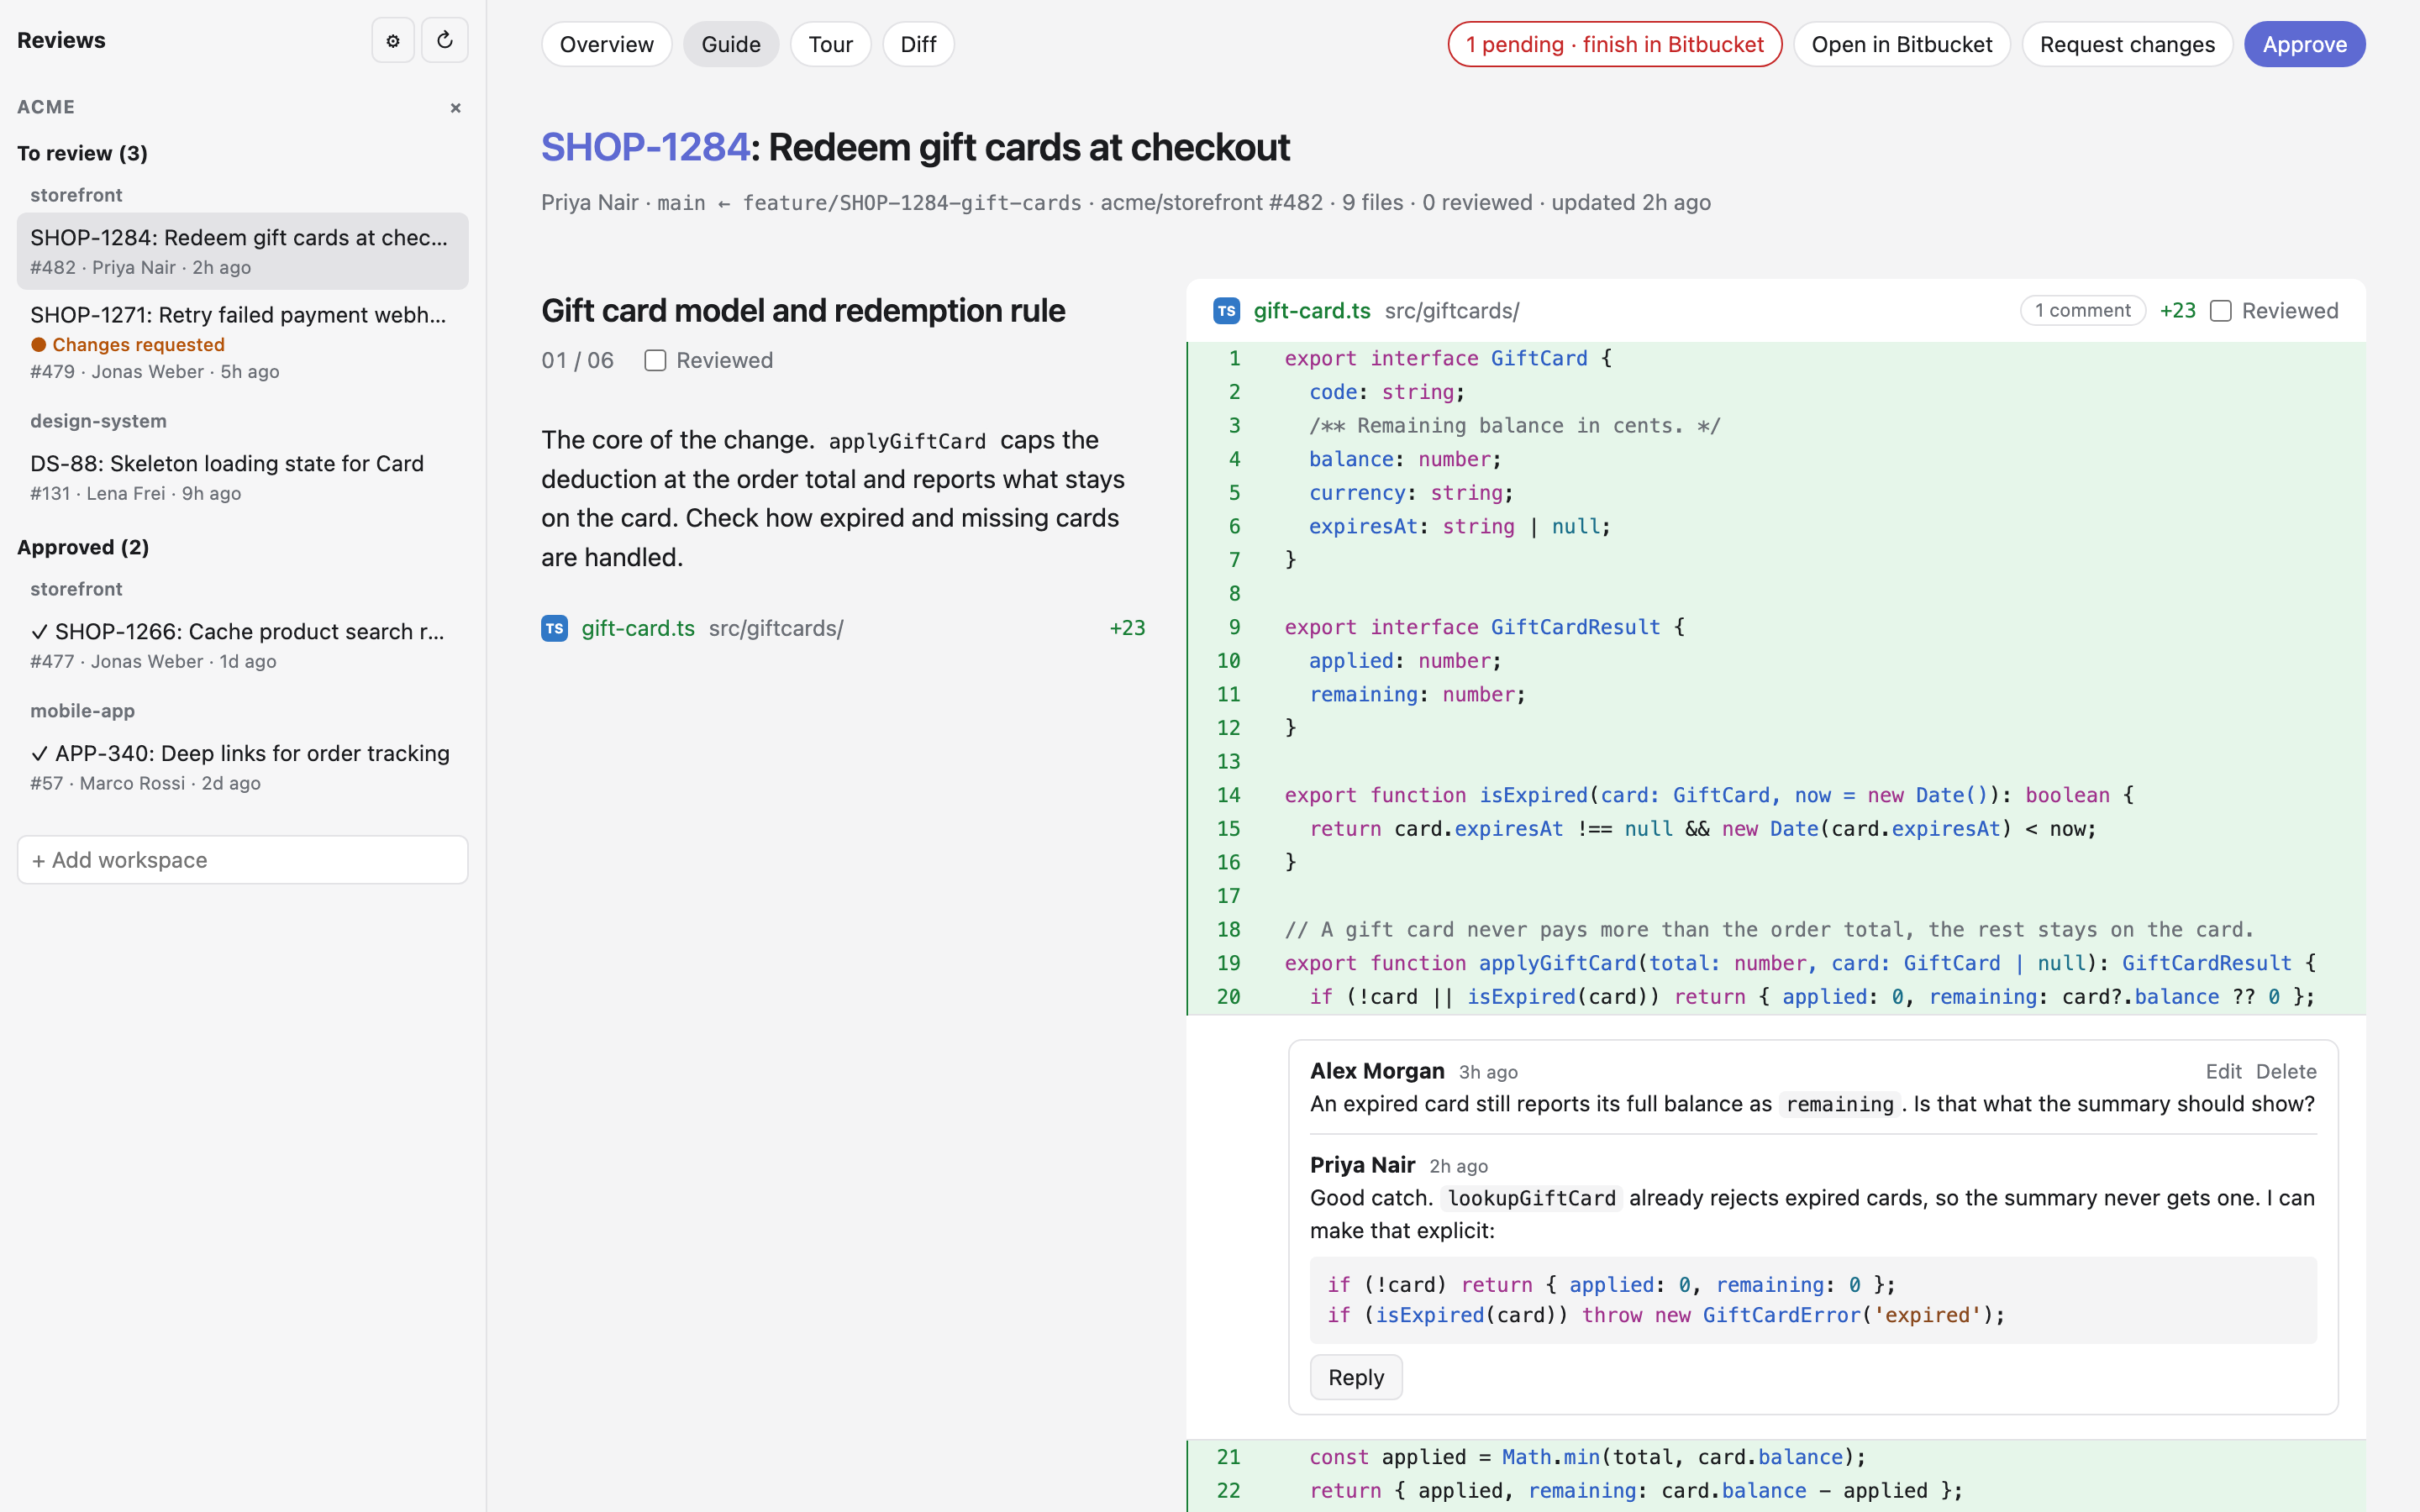 Reviews
ACME
To review (3)
storefront
SHOP-1284: Redeem gift cards at chec...
#482 · Priya Nair · 2h ago
SHOP-1271: Retry failed payment webh...
Changes requested
#479 · Jonas Weber · 5h ago
design-system
DS-88: Skeleton loading state for Card
#131 · Lena Frei · 9h ago
Approved (2)
storefront
✓ SHOP-1266: Cache product search r...
#477 · Jonas Weber · 1d ago
mobile-app
✓ APP-340: Deep links for order tracking
#57 · Marco Rossi · 2d ago
+ Add workspace
Overview Guide Tour Diff
1 pending · finish in Bitbucket Open in Bitbucket Request changes Approve
SHOP-1284: Redeem gift cards at checkout
Priya Nair · main ← feature/SHOP-1284-gift-cards · acme/storefront #482 · 9 files · 0 reviewed · updated 2h ago
Gift card model and redemption rule
01 / 06 Reviewed
The core of the change. applyGiftCard caps the
deduction at the order total and reports what stays
on the card. Check how expired and missing cards
are handled.
TS gift-card.ts src/giftcards/ +23
TS gift-card.ts src/giftcards/ 1 comment +23 Reviewed
1 export interface GiftCard {
2 code: string;
3 /** Remaining balance in cents. */
4 balance: number;
5 currency: string;
6 expiresAt: string | null;
7 }
8
9 export interface GiftCardResult {
10 applied: number;
11 remaining: number;
12 }
13
14 export function isExpired(card: GiftCard, now = new Date()): boolean {
15 return card.expiresAt !== null && new Date(card.expiresAt) < now;
16 }
17
18 // A gift card never pays more than the order total, the rest stays on the card.
19 export function applyGiftCard(total: number, card: GiftCard | null): GiftCardResult {
20 if (!card || isExpired(card)) return { applied: 0, remaining: card?.balance ?? 0 };
Alex Morgan 3h ago Edit Delete
An expired card still reports its full balance as remaining. Is that what the summary should show?
Priya Nair 2h ago
Good catch. lookupGiftCard already rejects expired cards, so the summary never gets one. I can
make that explicit:
if (!card) return { applied: 0, remaining: 0 };
if (isExpired(card)) throw new GiftCardError('expired');
Reply
21 const applied = Math.min(total, card.balance);
22 return { applied, remaining: card.balance - applied };